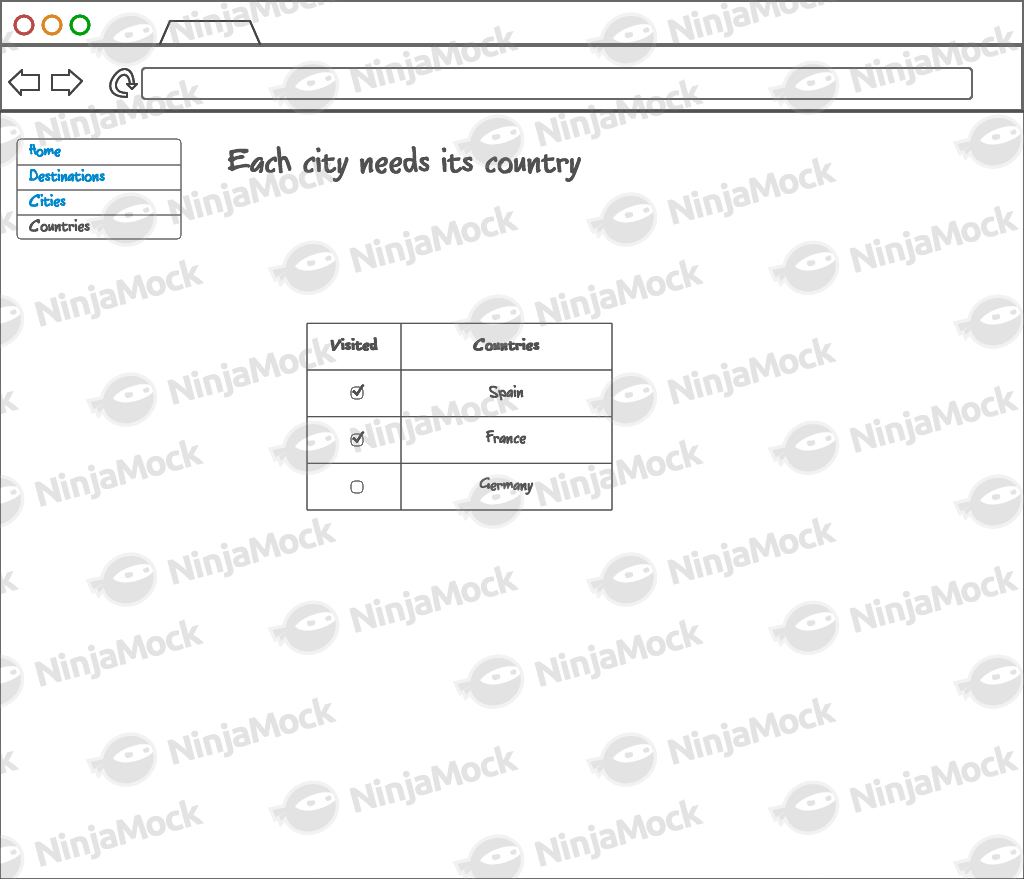 Each city needs its country
Home
Destinations
Cities
Countries
Visited Countries
Spain
France
Germany
NinjaMock